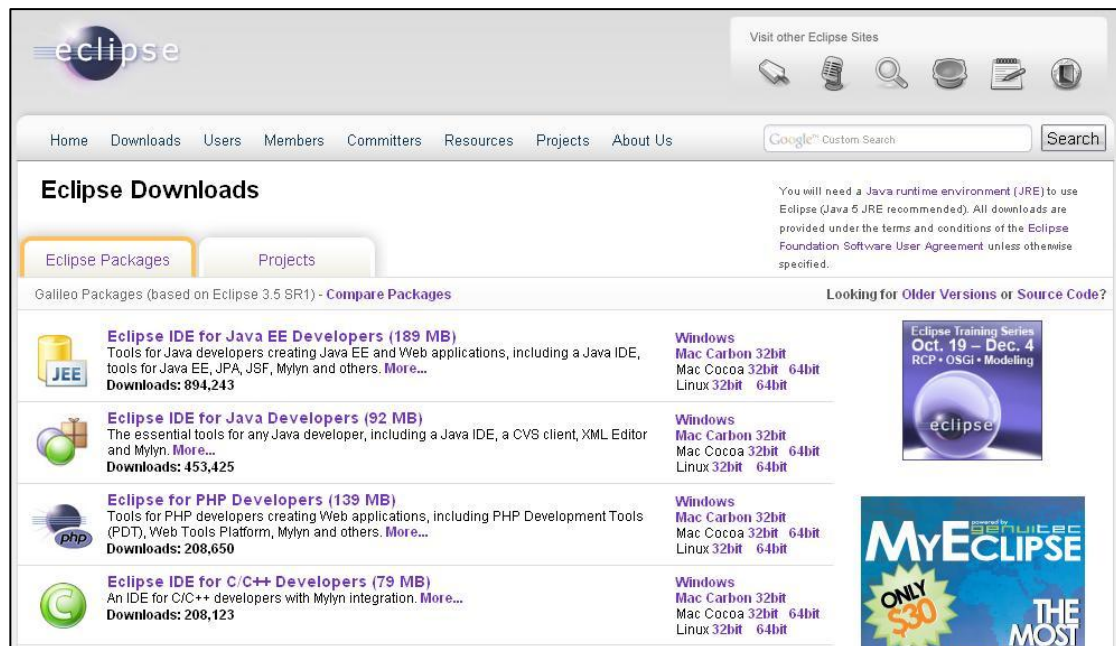 eclipse
Visit other Eclipse Sites
Home Downloads Users Members Committers Resources Projects About Us
Google™ Custom Search
Search
Eclipse Downloads
You will need a Java runtime environment (JRE) to use
Eclipse (Java 5 JRE recommended). All downloads are
provided under the terms and conditions of the Eclipse
Foundation Software User Agreement unless otherwise
specified.
Eclipse Packages
Projects
Galileo Packages (based on Eclipse 3.5 SR1) - Compare Packages
Looking for Older Versions or Source Code?
JEE
Eclipse IDE for Java EE Developers (189 MB)
Tools for Java developers creating Java EE and Web applications, including a Java IDE,
tools for Java EE, JPA, JSF, Mylyn and others. More...
Downloads: 894,243
Windows
Mac Carbon 32bit
Mac Cocoa 32bit 64bit
Linux 32bit 64bit
Eclipse IDE for Java Developers (92 MB)
The essential tools for any Java developer, including a Java IDE, a CVS client, XML Editor
and Mylyn. More...
Downloads: 453,425
Windows
Mac Carbon 32bit
Mac Cocoa 32bit 64bit
Linux 32bit 64bit
php
Eclipse for PHP Developers (139 MB)
Tools for PHP developers creating Web applications, including PHP Development Tools
(PDT), Web Tools Platform, Mylyn and others. More...
Downloads: 208,650
Windows
Mac Carbon 32bit
Mac Cocoa 32bit 64bit
Linux 32bit 64bit
C
Eclipse IDE for C/C++ Developers (79 MB)
An IDE for C/C++ developers with Mylyn integration. More...
Downloads: 208,123
Windows
Mac Carbon 32bit
Mac Cocoa 32bit 64bit
Linux 32bit 64bit
Eclipse Training Series
Oct. 19 – Dec. 4
RCP • OSGi • Modeling
eclipse
powered by genuitec
MYECLIPSE
ONLY
$30
THE
MOST